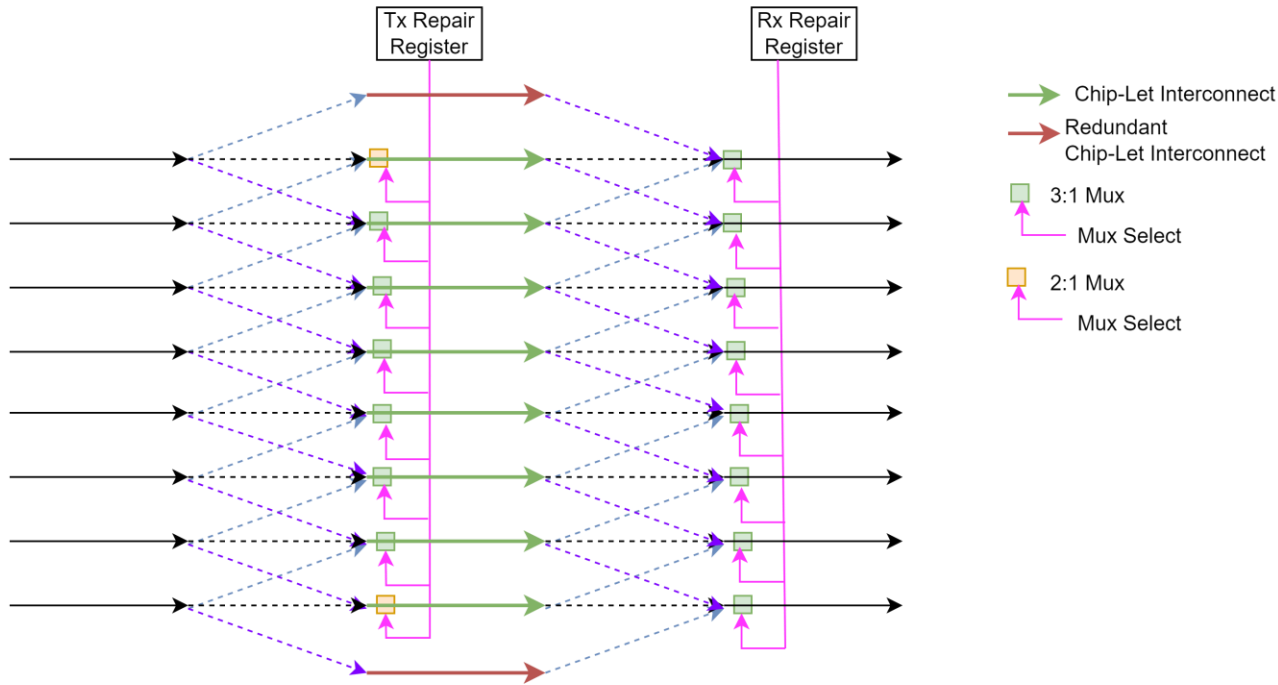 Tx Repair
Register
Rx Repair
Register
Chip-Let Interconnect
Redundant
Chip-Let Interconnect
3:1 Mux
Mux Select
2:1 Mux
Mux Select